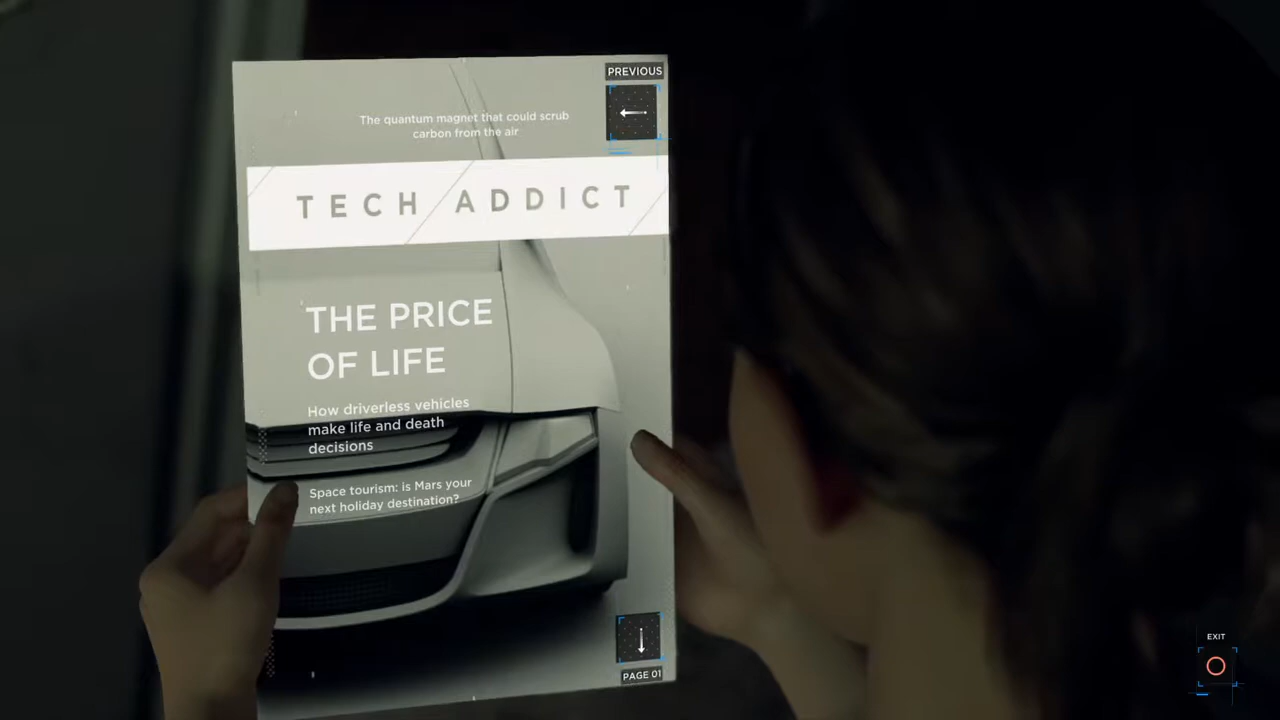 PREVIOUS
The quantum magnet that could scrub
carbon from the air
TECH ADDICT
THE PRICE
OF LIFE
How driverless vehicles
make life and death
decisions
Space tourism: is Mars your
next holiday destination?
EXIT
PAGE 01